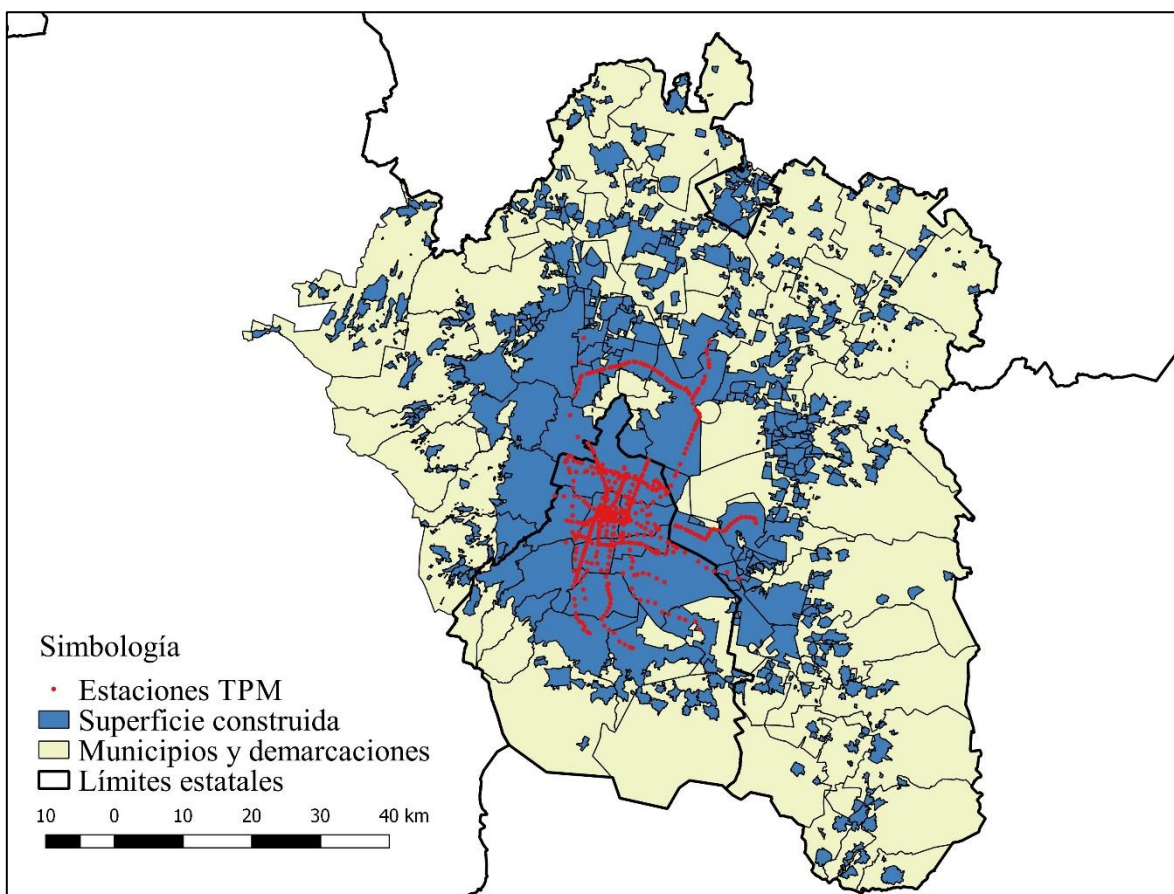 Simbología
Estaciones TPM
Superficie construida
Municipios y demarcaciones
Límites estatales
10 0 10 20 30 40 km